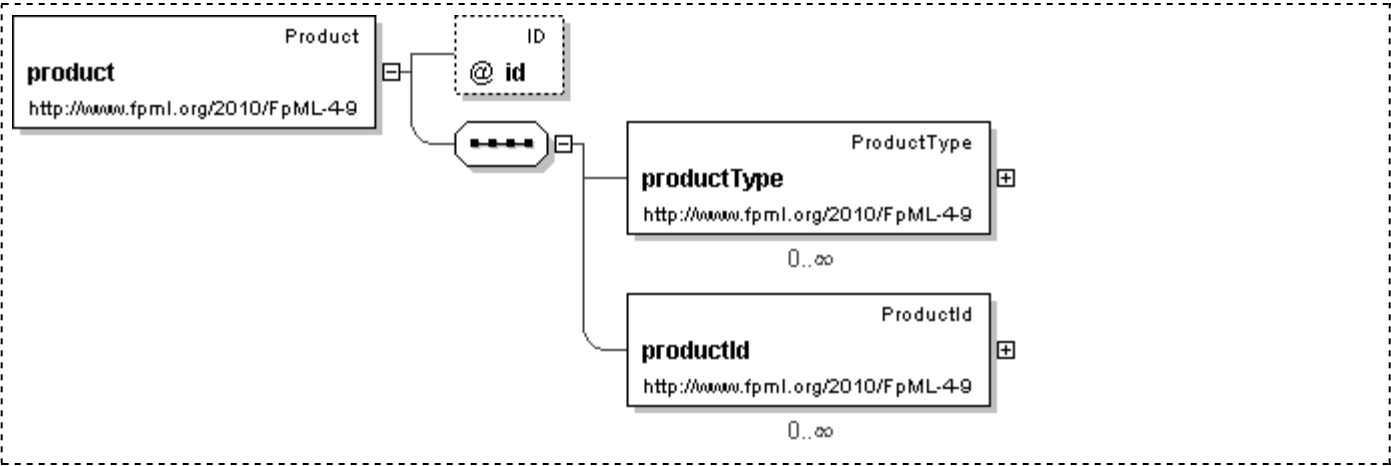 Product
product
http://www.fpml.org/2010/FpML-4-9
ID
@ id
ProductType
productType
http://www.fpml.org/2010/FpML-4-9
0..∞
ProductId
productId
http://www.fpml.org/2010/FpML-4-9
0..∞